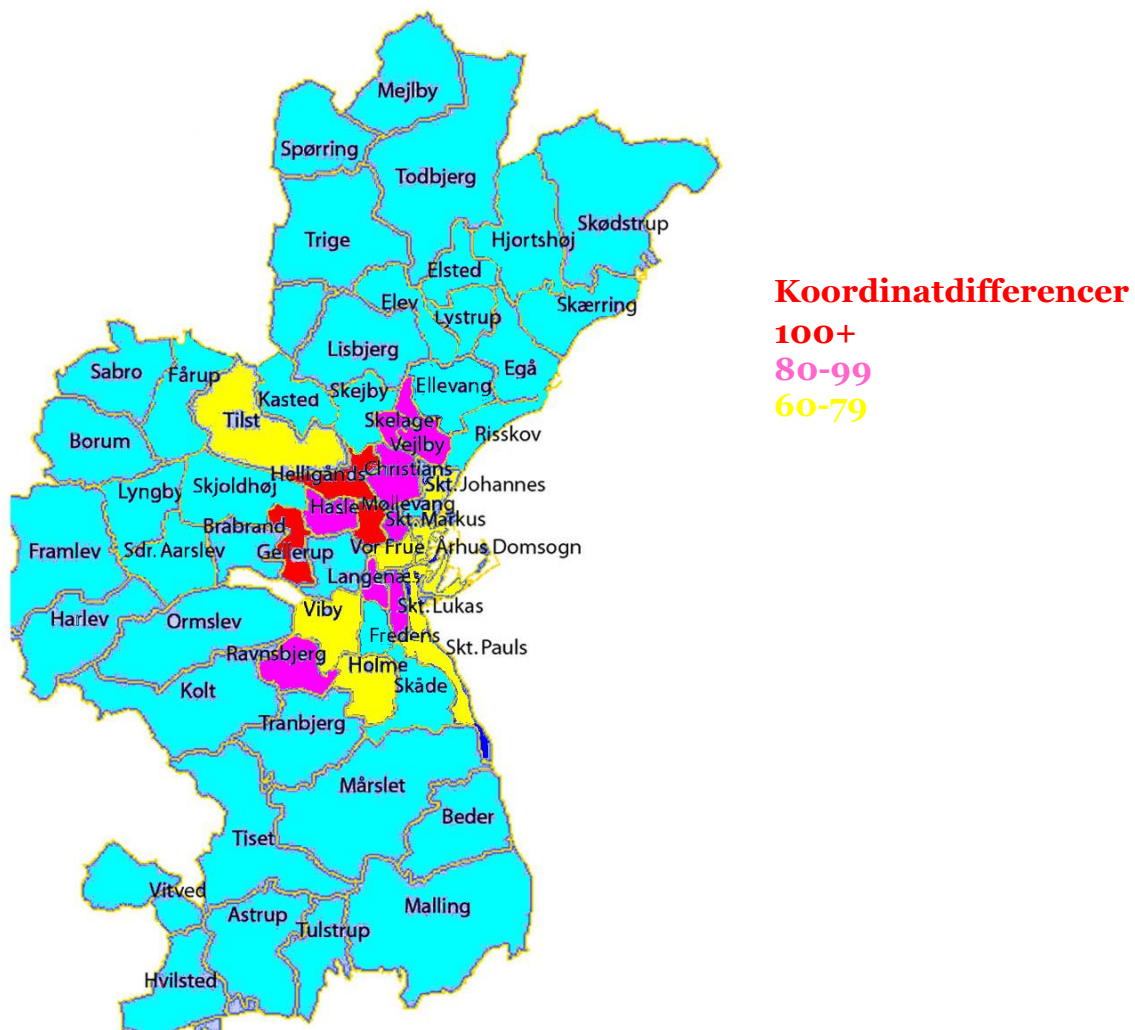 Mejlby
Spørring
Todbjerg
Skødstrup
Trige
Hjortshøj
Elsted
Elev
Skærring
Lystrup
Lisbjerg
Egå
Sabro
Fårup
Skejby
Ellevang
Kasted
Tilst
Skelager
Borum
Vejlby
Risskov
Christians
Helligånds
Skjoldhøj
Skt. Johannes
Lyngby
Hasle
Møllevang
Skt. Markus
Brabrand
Framlev
Sdr. Aarslev
Gellerup
Vor Frue
Århus Domsogn
Langenæs
Viby
Skt. Lukas
Harlev
Ormslev
Fredens
Skt. Pauls
Ravnsbjerg
Holme
Kolt
Skåde
Tranbjerg
Mårslet
Beder
Tiset
Vitved
Astrup
Malling
Tulstrup
Hvilsted
Koordinatdifferencer
100+
80-99
60-79